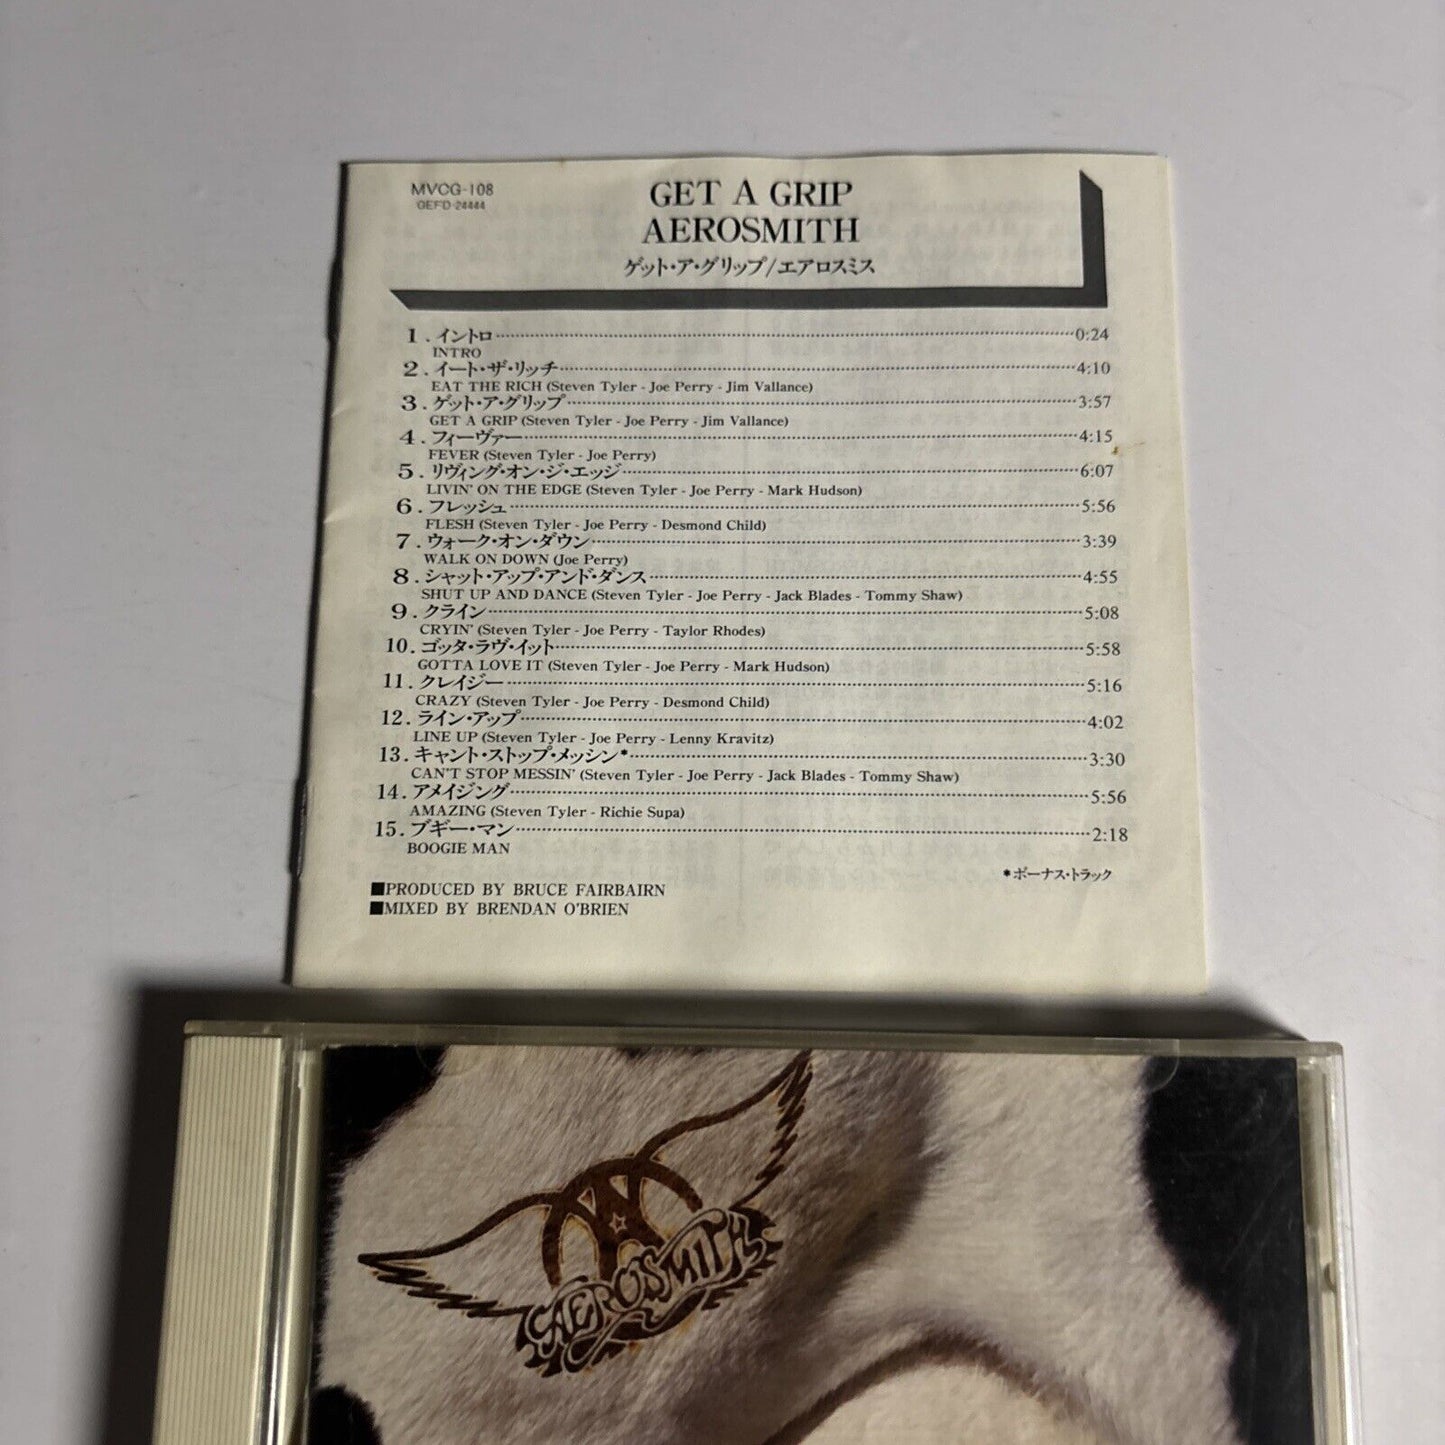 MVCG-108
GEFD-24444
GET A GRIP
AEROSMITH
ゲット・ア・グリップ/エアロスミス
1. イントロ 0:24
INTRO
2. イート・ザ・リッチ 4:10
EAT THE RICH (Steven Tyler - Joe Perry - Jim Vallance)
3. ゲット・ア・グリップ 3:57
GET A GRIP (Steven Tyler - Joe Perry - Jim Vallance)
4. フィーヴァー 4:15
FEVER (Steven Tyler - Joe Perry)
5. リヴィング・オン・ジ・エッジ 6:07
LIVIN' ON THE EDGE (Steven Tyler - Joe Perry - Mark Hudson)
6. フレッシュ 5:56
FLESH (Steven Tyler - Joe Perry - Desmond Child)
7. ウォーク・オン・ダウン 3:39
WALK ON DOWN (Joe Perry)
8. シャット・アップ・アンド・ダンス 4:55
SHUT UP AND DANCE (Steven Tyler - Joe Perry - Jack Blades - Tommy Shaw)
9. クライン 5:08
CRYIN' (Steven Tyler - Joe Perry - Taylor Rhodes)
10. ゴッタ・ラヴ・イット 5:58
GOTTA LOVE IT (Steven Tyler - Joe Perry - Mark Hudson)
11. クレイジー 5:16
CRAZY (Steven Tyler - Joe Perry - Desmond Child)
12. ライン・アップ 4:02
LINE UP (Steven Tyler - Joe Perry - Lenny Kravitz)
13. キャント・ストップ・メッシン* 3:30
CAN'T STOP MESSIN' (Steven Tyler - Joe Perry - Jack Blades - Tommy Shaw)
14. アメイジング 5:56
AMAZING (Steven Tyler - Richie Supa)
15. ブギー・マン 2:18
BOOGIE MAN
*ボーナス・トラック
■PRODUCED BY BRUCE FAIRBAIRN
■MIXED BY BRENDAN O'BRIEN
A
AEROSMITH